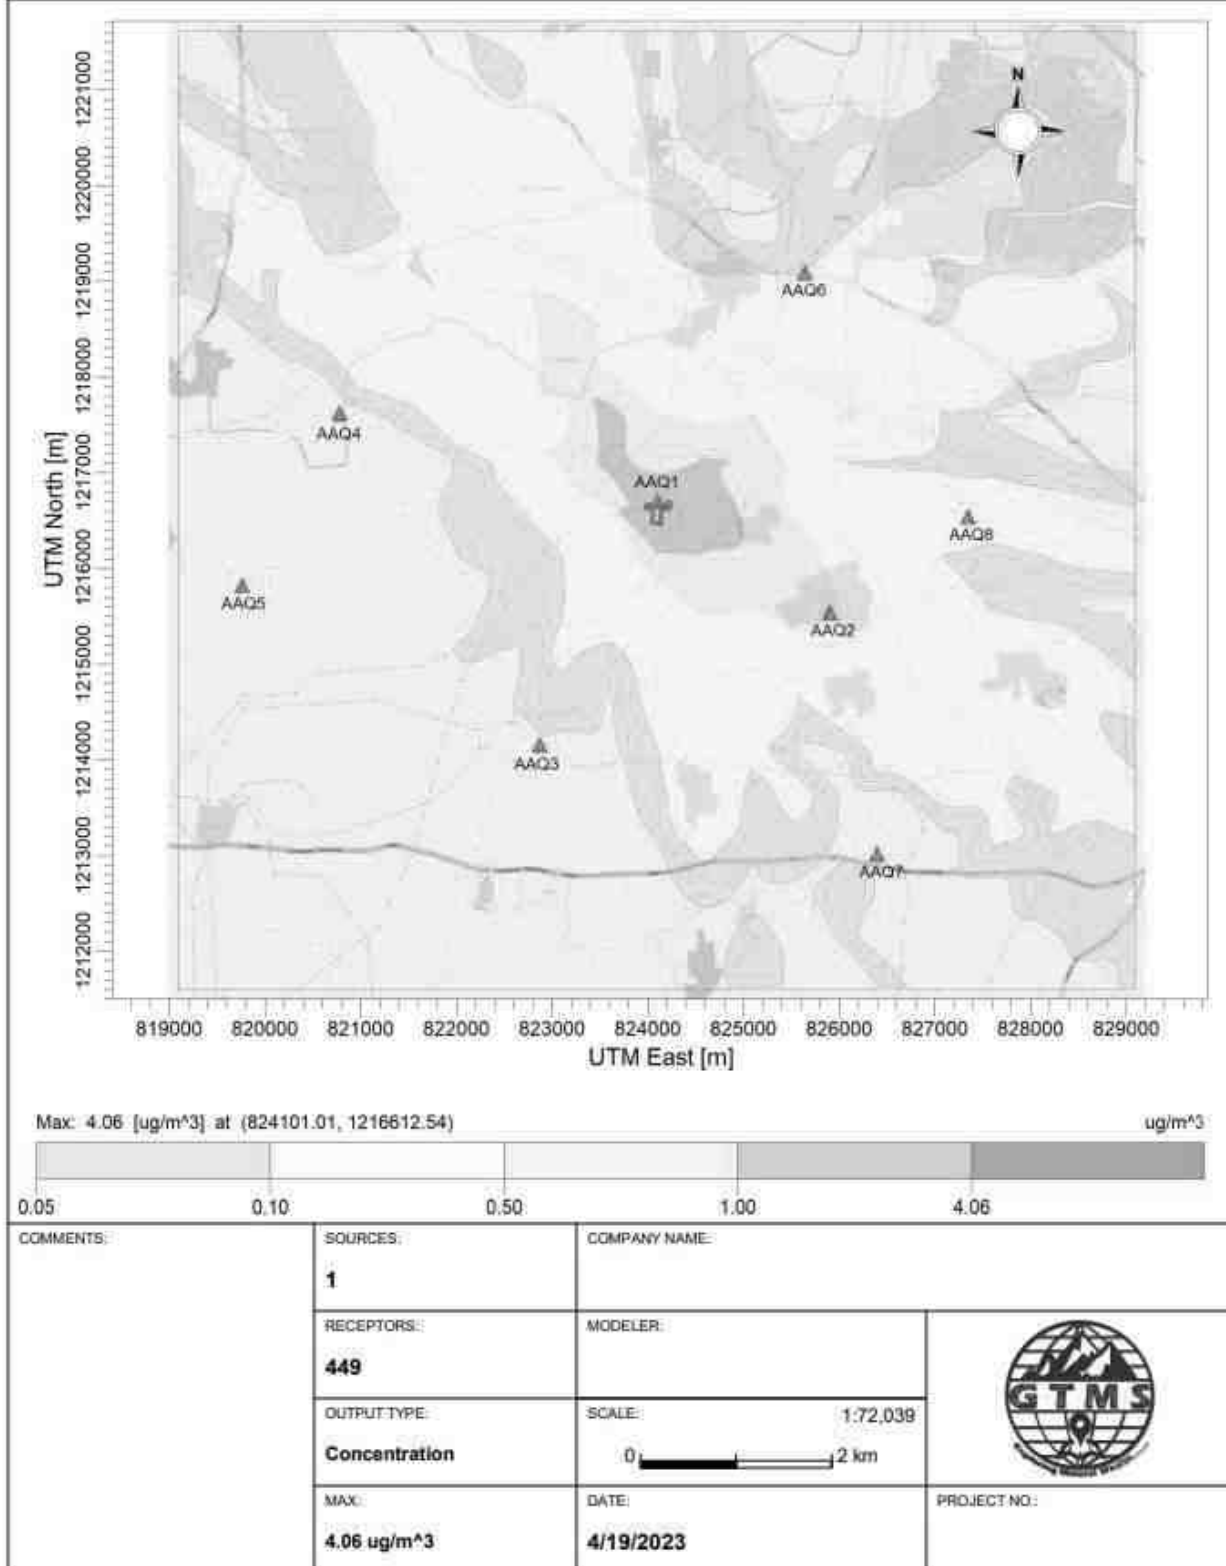 N
1221000
1220000
1219000
1218000
1217000
1216000
1215000
1214000
1213000
1212000
UTM North [m]
AAQ6
AAQ4
AAQ1
AAQ8
AAQ5
AAQ2
AAQ3
AAQ7
819000 820000 821000 822000 823000 824000 825000 826000 827000 828000 829000
UTM East [m]
Max: 4.06 [ug/m^3] at (824101.01, 1216612.54) ug/m^3
0.05 0.10 0.50 1.00 4.06
COMMENTS:
SOURCES:
1
COMPANY NAME:
RECEPTORS:
449
MODELER:
OUTPUT TYPE:
Concentration
SCALE: 1:72,039
0 2 km
MAX:
4.06 ug/m^3
DATE:
4/19/2023
GTMS
PROJECT NO.: